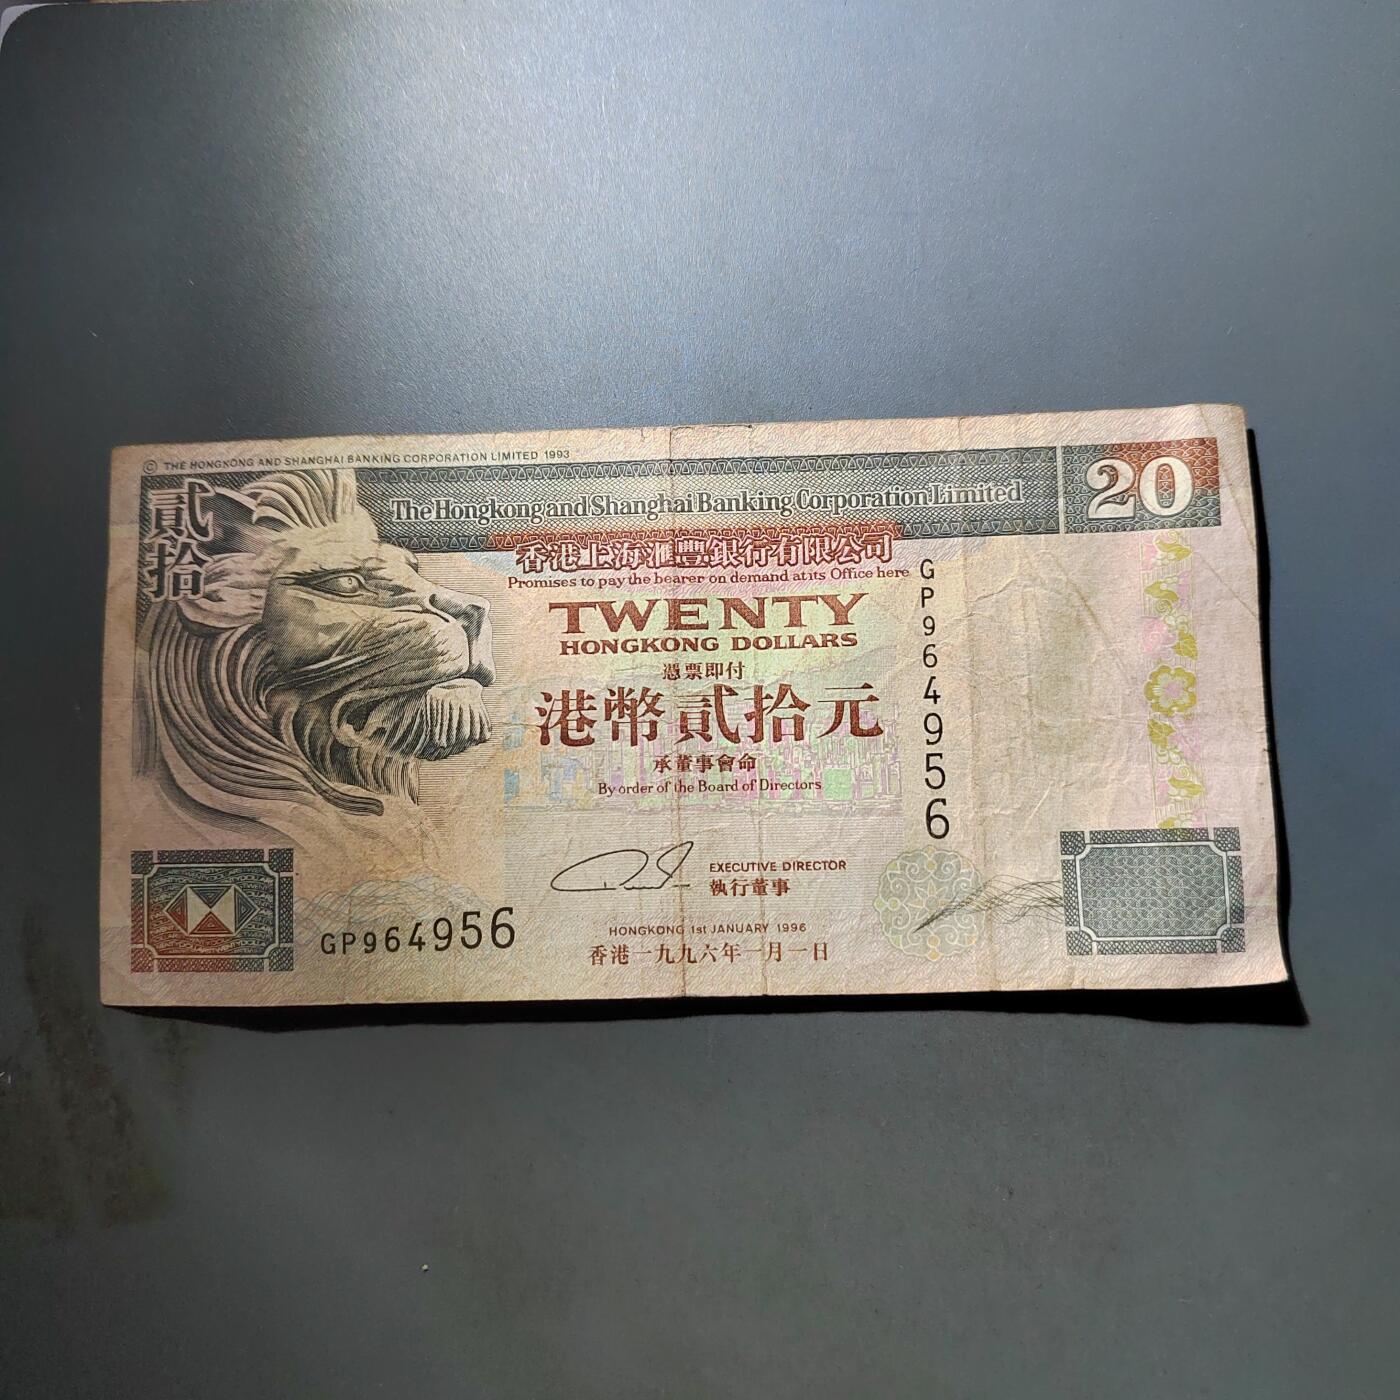 © THE HONGKONG AND SHANGHAI BANKING CORPORATION LIMITED 1993
貳拾
The Hongkong and Shanghai Banking Corporation Limited
20
香港上海滙豐銀行有限公司
Promises to pay the bearer on demand at its Office here
TWENTY
HONGKONG DOLLARS
憑票即付
港幣貳拾元
承董事會命
By order of the Board of Directors
GP964956
EXECUTIVE DIRECTOR
執行董事
GP964956
HONGKONG 1st JANUARY 1996
香港一九九六年一月一日